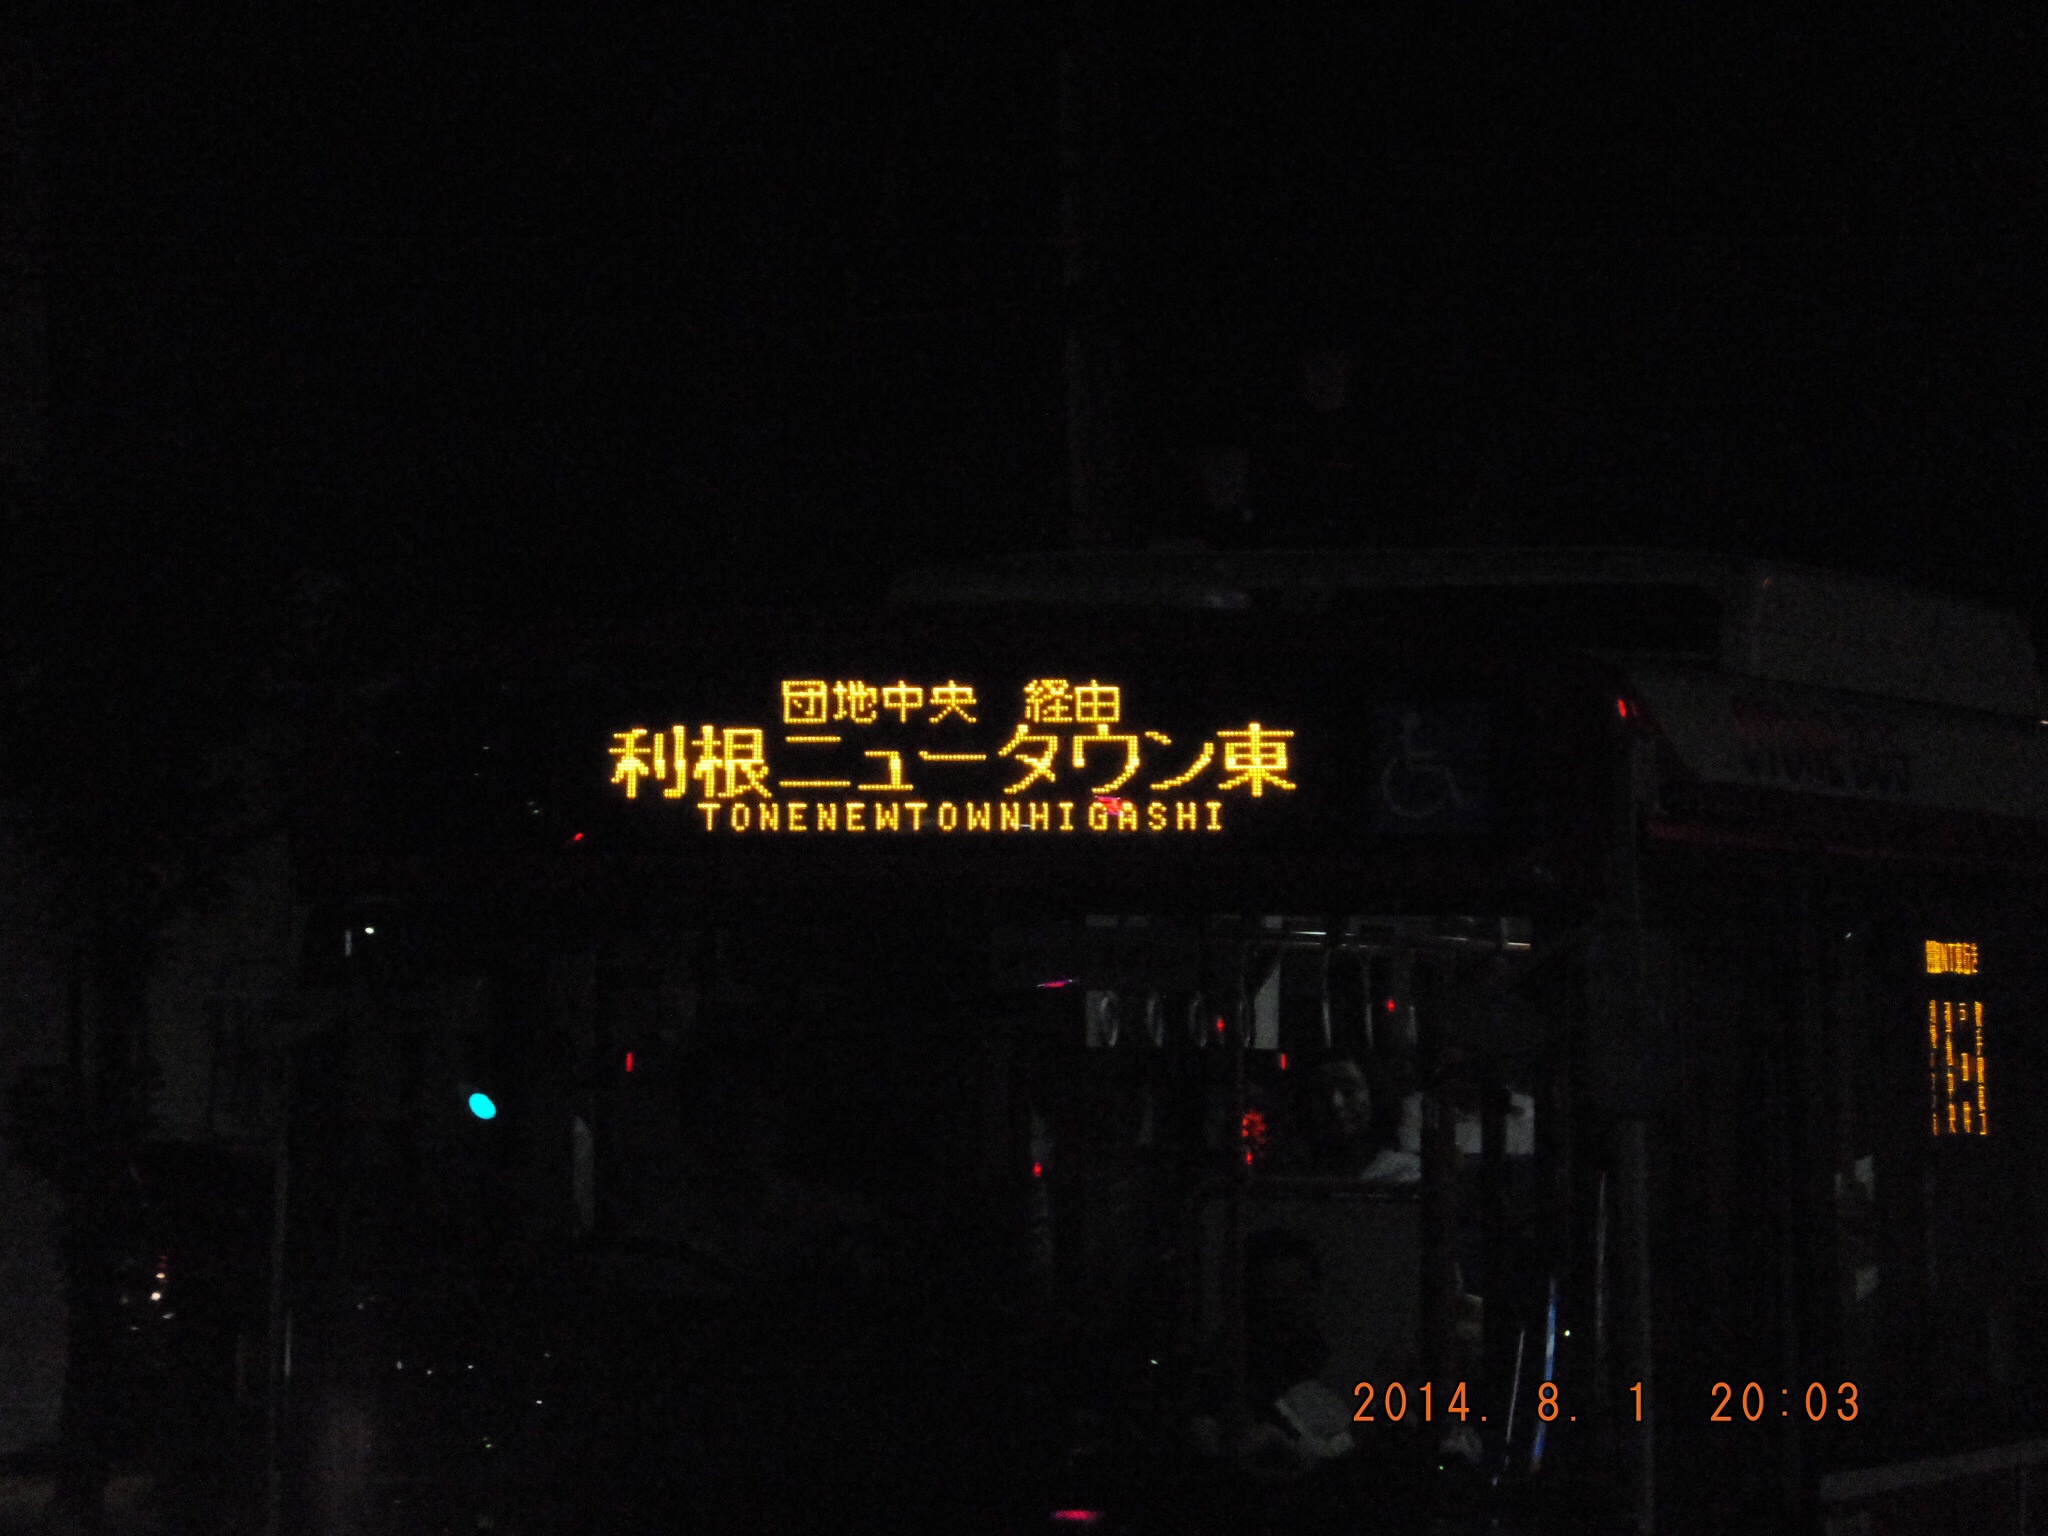 団地中央 経由
利根ニュータウン東
TONENEWTOWNHIGASHI
2014. 8. 1 20:03